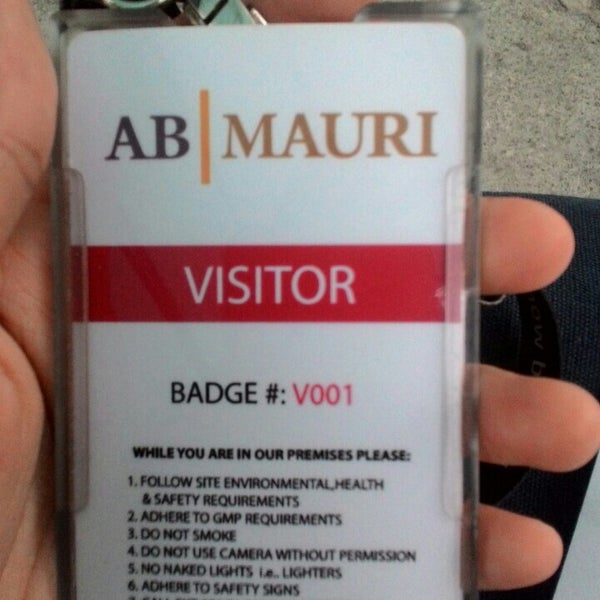 AB|MAURI
VISITOR
BADGE #: V001
WHILE YOU ARE IN OUR PREMISES PLEASE:
1. FOLLOW SITE ENVIRONMENTAL,HEALTH
& SAFETY REQUIREMENTS
2. ADHERE TO GMP REQUIREMENTS
3. DO NOT SMOKE
4. DO NOT USE CAMERA WITHOUT PERMISSION
5. NO NAKED LIGHTS i.e.. LIGHTERS
6. ADHERE TO SAFETY SIGNS